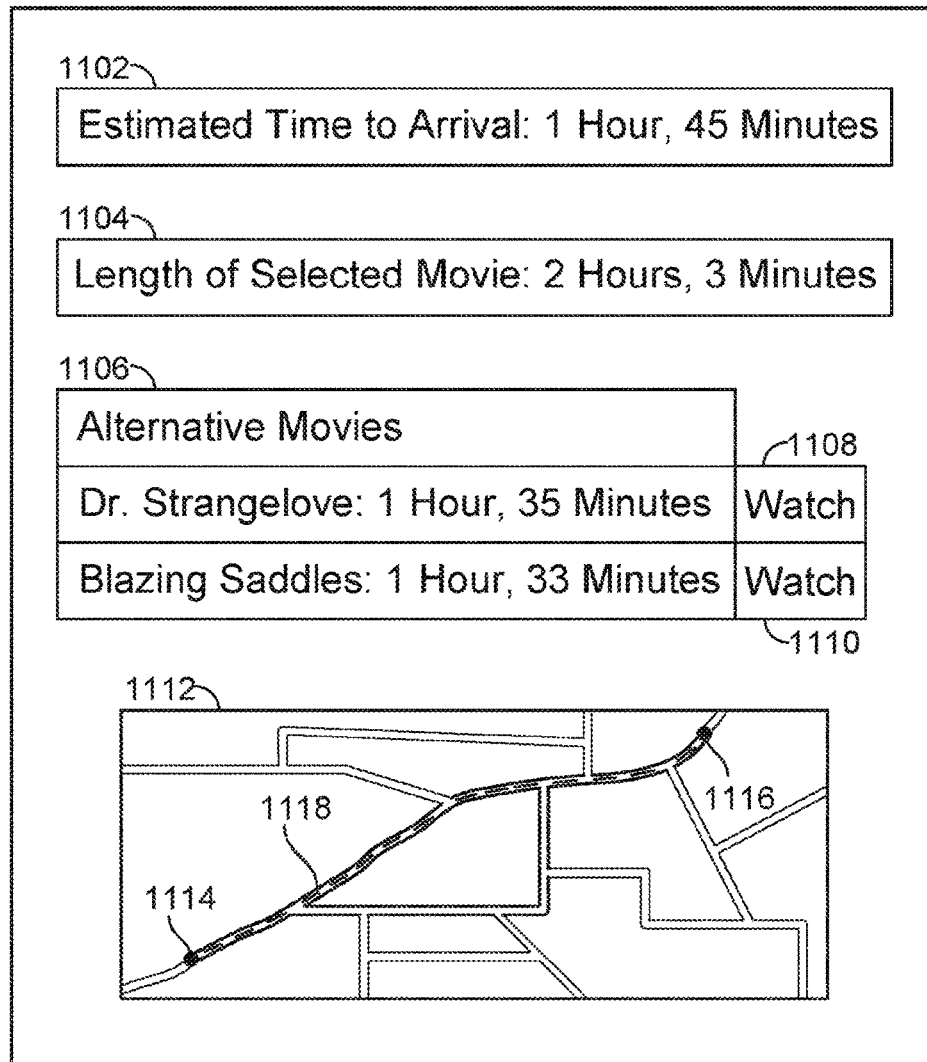 1102
Estimated Time to Arrival: 1 Hour, 45 Minutes
1104
Length of Selected Movie: 2 Hours, 3 Minutes
1106
Alternative Movies
1108
Dr. Strangelove: 1 Hour, 35 Minutes Watch
Blazing Saddles: 1 Hour, 33 Minutes Watch
1110
1112
1116
1118
1114